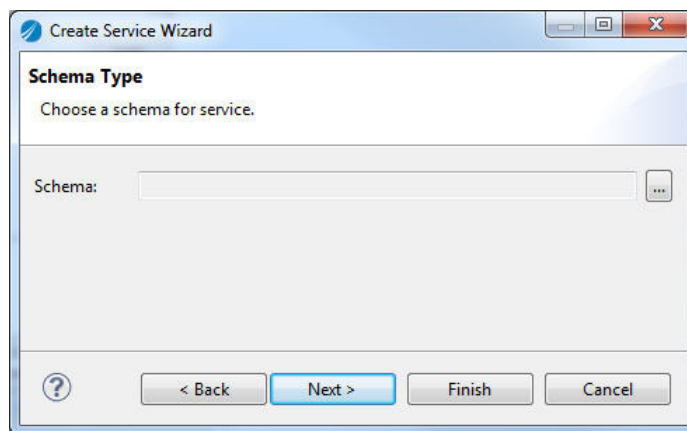 Create Service Wizard
Schema Type
Choose a schema for service.
Schema:
...
?
< Back Next > Finish Cancel